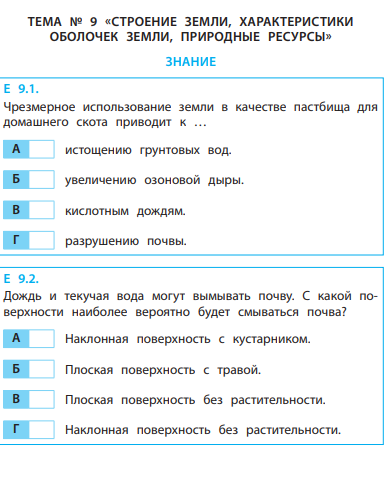 ТЕМА № 9 «СТРОЕНИЕ ЗЕМЛИ, ХАРАКТЕРИСТИКИ
ОБОЛОЧЕК ЗЕМЛИ, ПРИРОДНЫЕ РЕСУРСЫ»
ЗНАНИЕ
Е 9.1.
Чрезмерное использование земли в качестве пастбища для
домашнего скота приводит к …
А истощению грунтовых вод.
Б увеличению озоновой дыры.
В кислотным дождям.
Г разрушению почвы.
Е 9.2.
Дождь и текучая вода могут вымывать почву. С какой по-
верхности наиболее вероятно будет смываться почва?
А Наклонная поверхность с кустарником.
Б Плоская поверхность с травой.
В Плоская поверхность без растительности.
Г Наклонная поверхность без растительности.